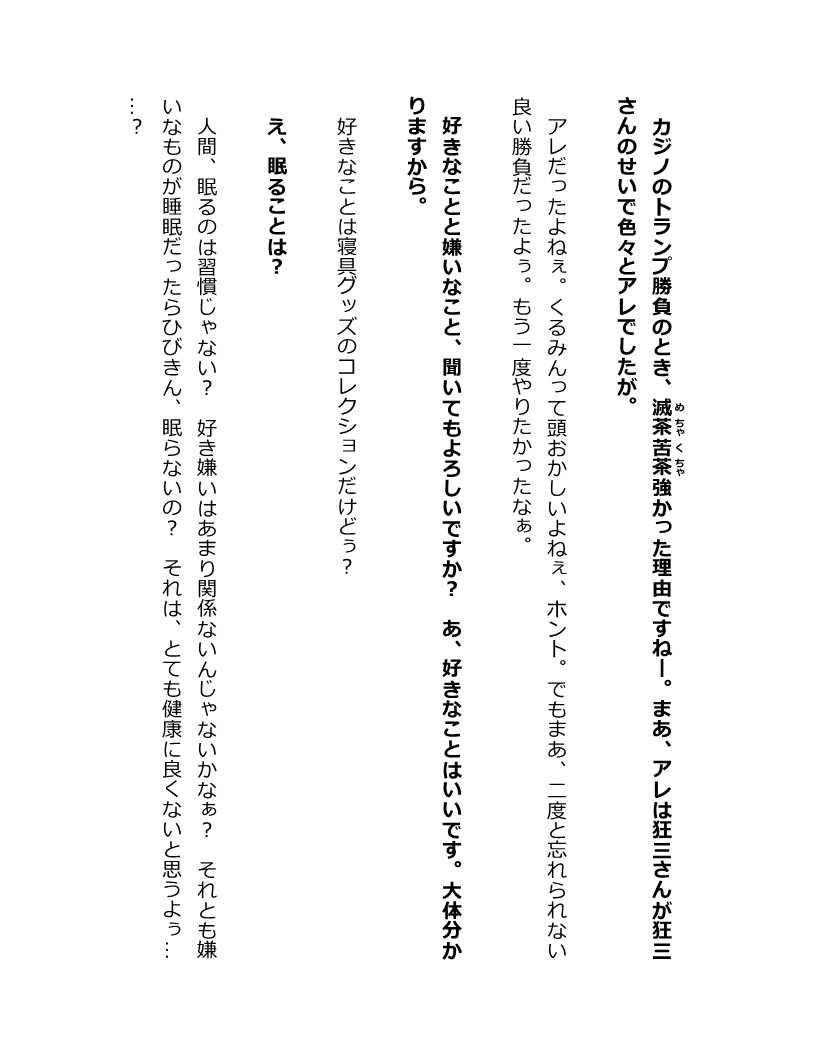 カジノのトランプ勝負のとき、滅茶苦茶強かった理由ですねー。まあ、アレは狂三さんが狂三
さんのせいで色々とアレでしたが。
アレだったよねぇ。くるみんって頭おかしいよねぇ、ホント。でもまあ、二度と忘れられない
良い勝負だったよぅ。もう一度やりたかったなぁ。
好きなことと嫌いなこと、聞いてもよろしいですか？　あ、好きなことはいいです。大体分か
りますから。
好きなことは寝具グッズのコレクションだけどぅ？
え、眠ることは？
人間、眠るのは習慣じゃない？　好き嫌いはあまり関係ないんじゃないかなぁ？　それとも嫌
いなものが睡眠だったらひびきん、眠らないの？　それは、とても健康に良くないと思うよぅ…
…？